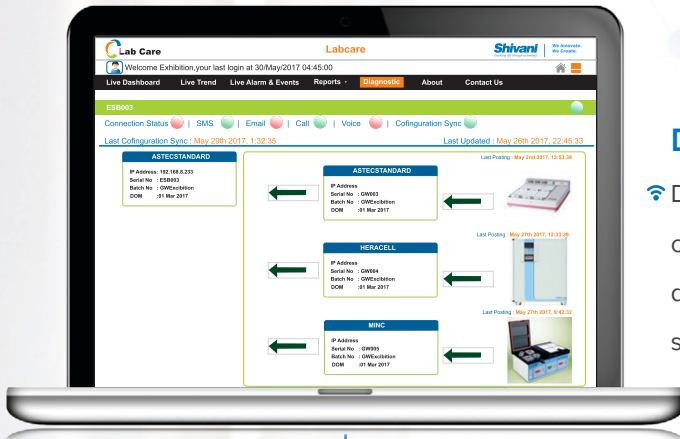 Lab Care
Labcare
Shivani
We Innovate.
We Create.
Welcome Exhibition,your last login at 30/May/2017 04:45:00
Live Dashboard Live Trend Live Alarm & Events Reports Diagnostic About Contact Us
ESB003
Connection Status | SMS | Email | Call | Voice | Cofinguration Sync
Last Cofinguration Sync : May 29th 2017, 1:32:35 Last Updated : May 26th 2017, 22:45:33
ASTECSTANDARD
IP Address: 192.168.8.233
Serial No : ESB003
Batch No : GWExcibition
DOM :01 Mar 2017
Last Posting : May 2nd 2017, 13:53:38
ASTECSTANDARD
IP Address
Serial No : GW003
Batch No : GWExcibition
DOM :01 Mar 2017
Last Posting : May 27th 2017, 12:33:39
HERACELL
IP Address
Serial No : GW004
Batch No : GWExcibition
DOM :01 Mar 2017
Last Posting : May 27th 2017, 9:42:32
MINC
IP Address
Serial No : GW005
Batch No : GWExcibition
DOM :01 Mar 2017